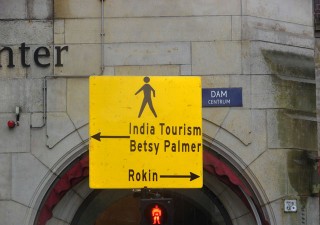 nter
DAM
CENTRUM
India Tourism
Betsy Palmer
Rokin